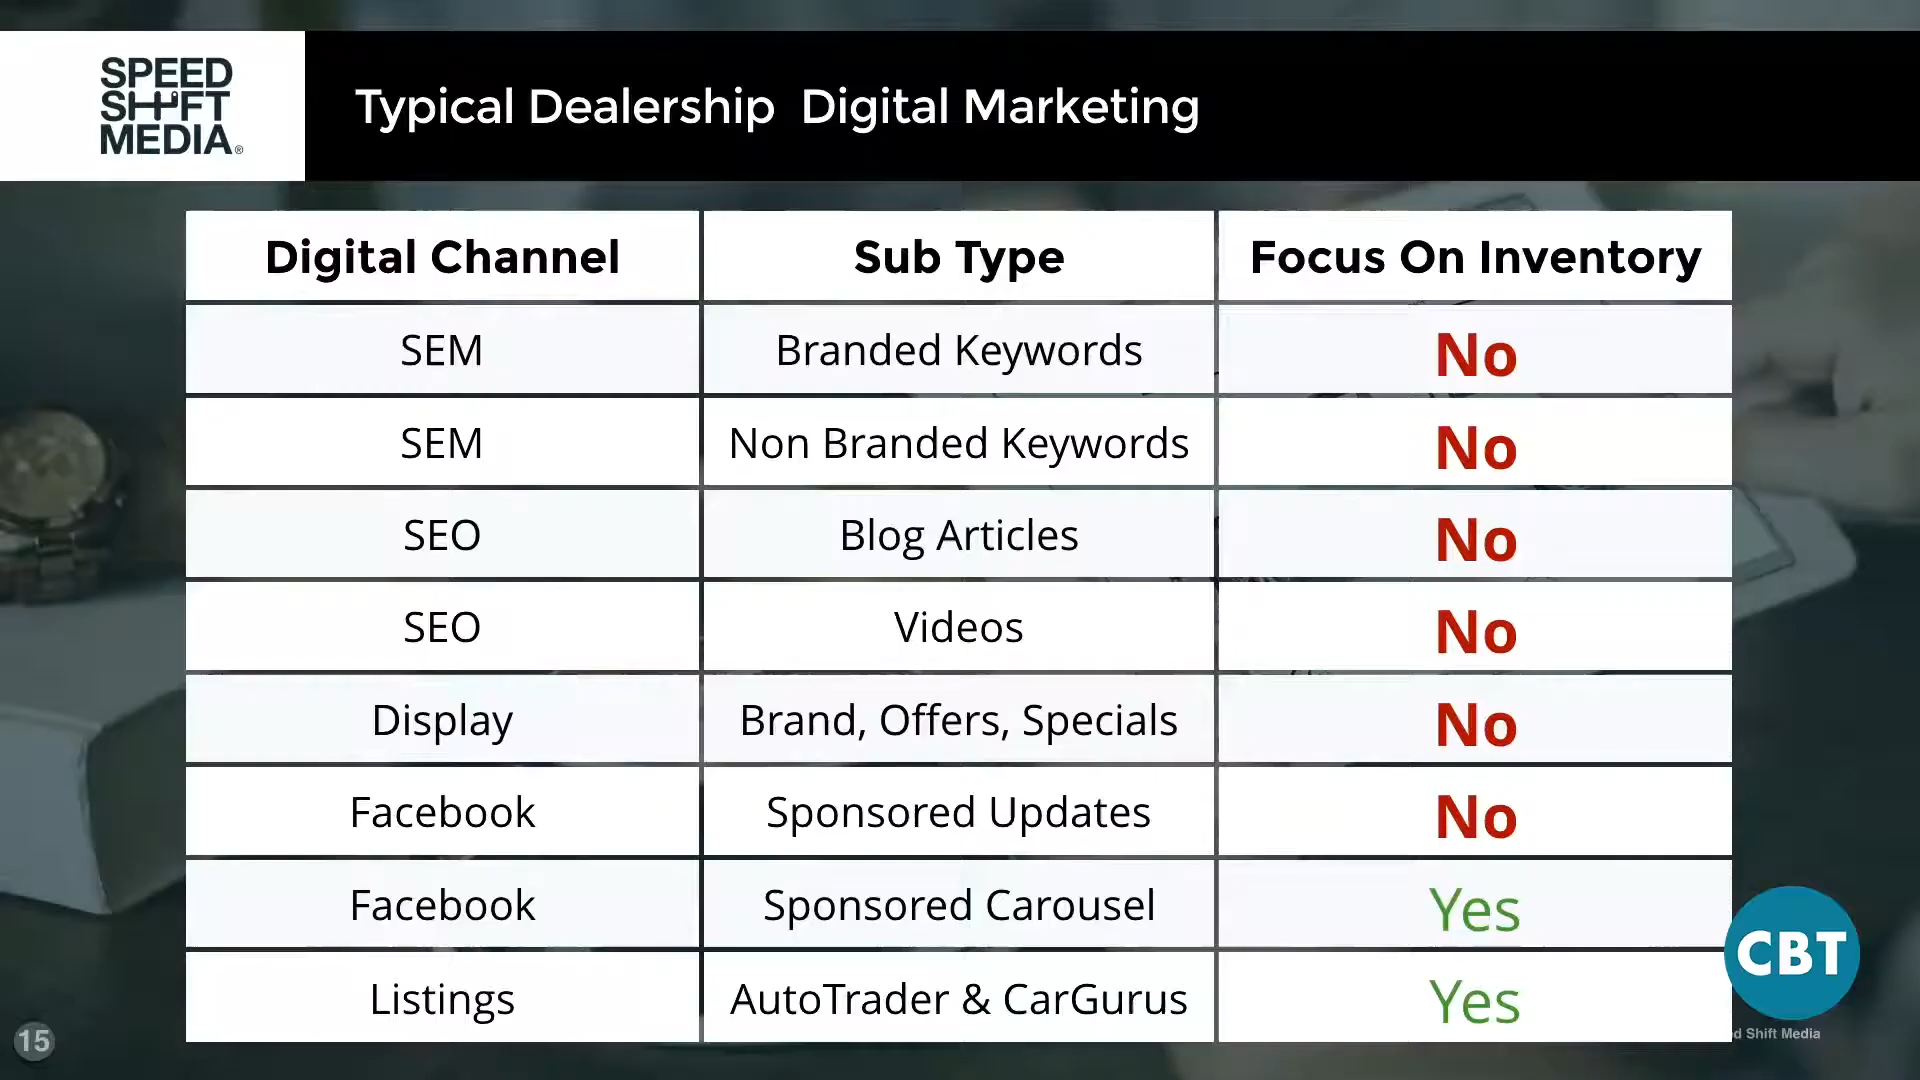 SPEED
SHIFT
MEDIA®
Typical Dealership Digital Marketing
Digital Channel Sub Type Focus On Inventory
SEM Branded Keywords No
SEM Non Branded Keywords No
SEO Blog Articles No
SEO Videos No
Display Brand, Offers, Specials No
Facebook Sponsored Updates No
Facebook Sponsored Carousel Yes
Listings AutoTrader & CarGurus Yes
CBT
15
d Shift Media